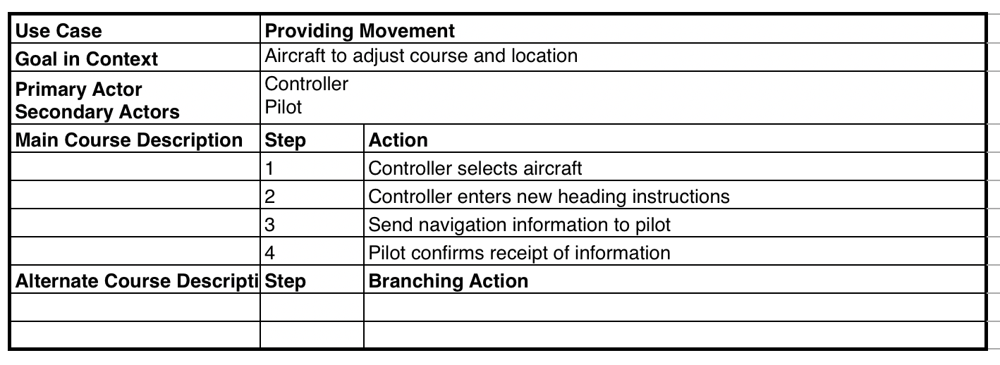 Use Case Providing Movement
Goal in Context Aircraft to adjust course and location
Primary Actor Controller
Secondary Actors Pilot
Main Course Description Step Action
1 Controller selects aircraft
2 Controller enters new heading instructions
3 Send navigation information to pilot
4 Pilot confirms receipt of information
Alternate Course Descripti Step Branching Action